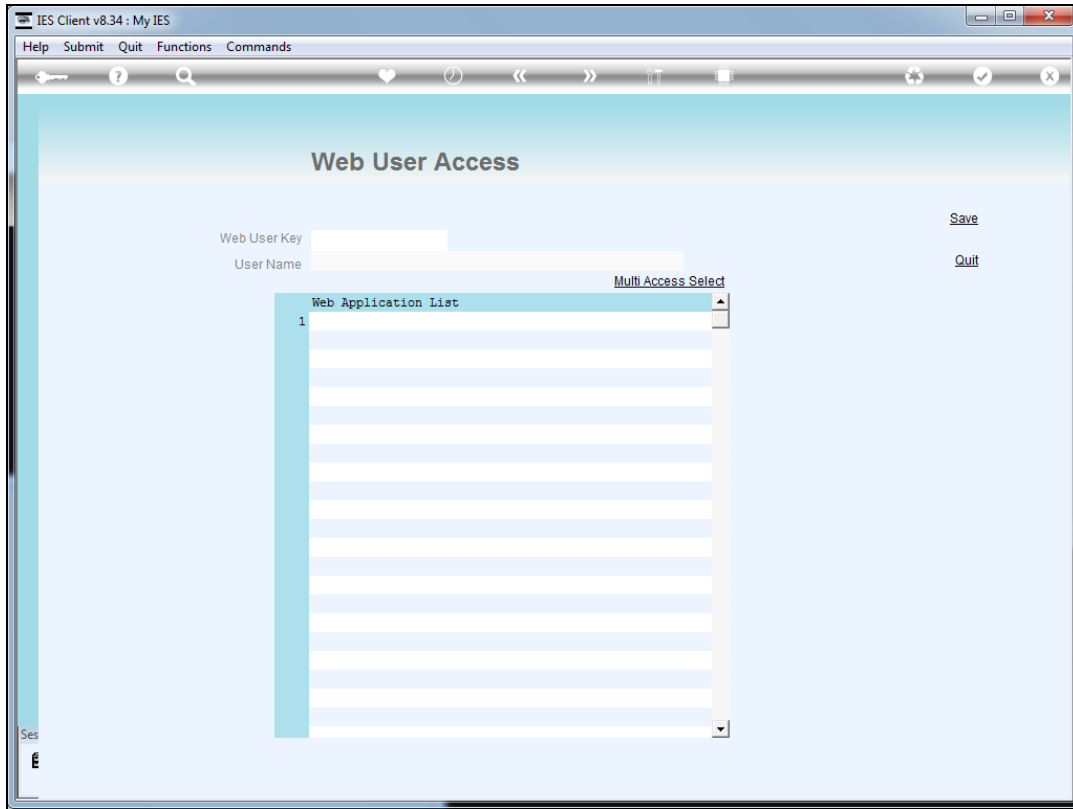 IES Client v8.34 : My IES
Help Submit Quit Functions Commands
Web User Access
Save
Web User Key
User Name
Quit
Multi Access Select
Web Application List
1
Ses